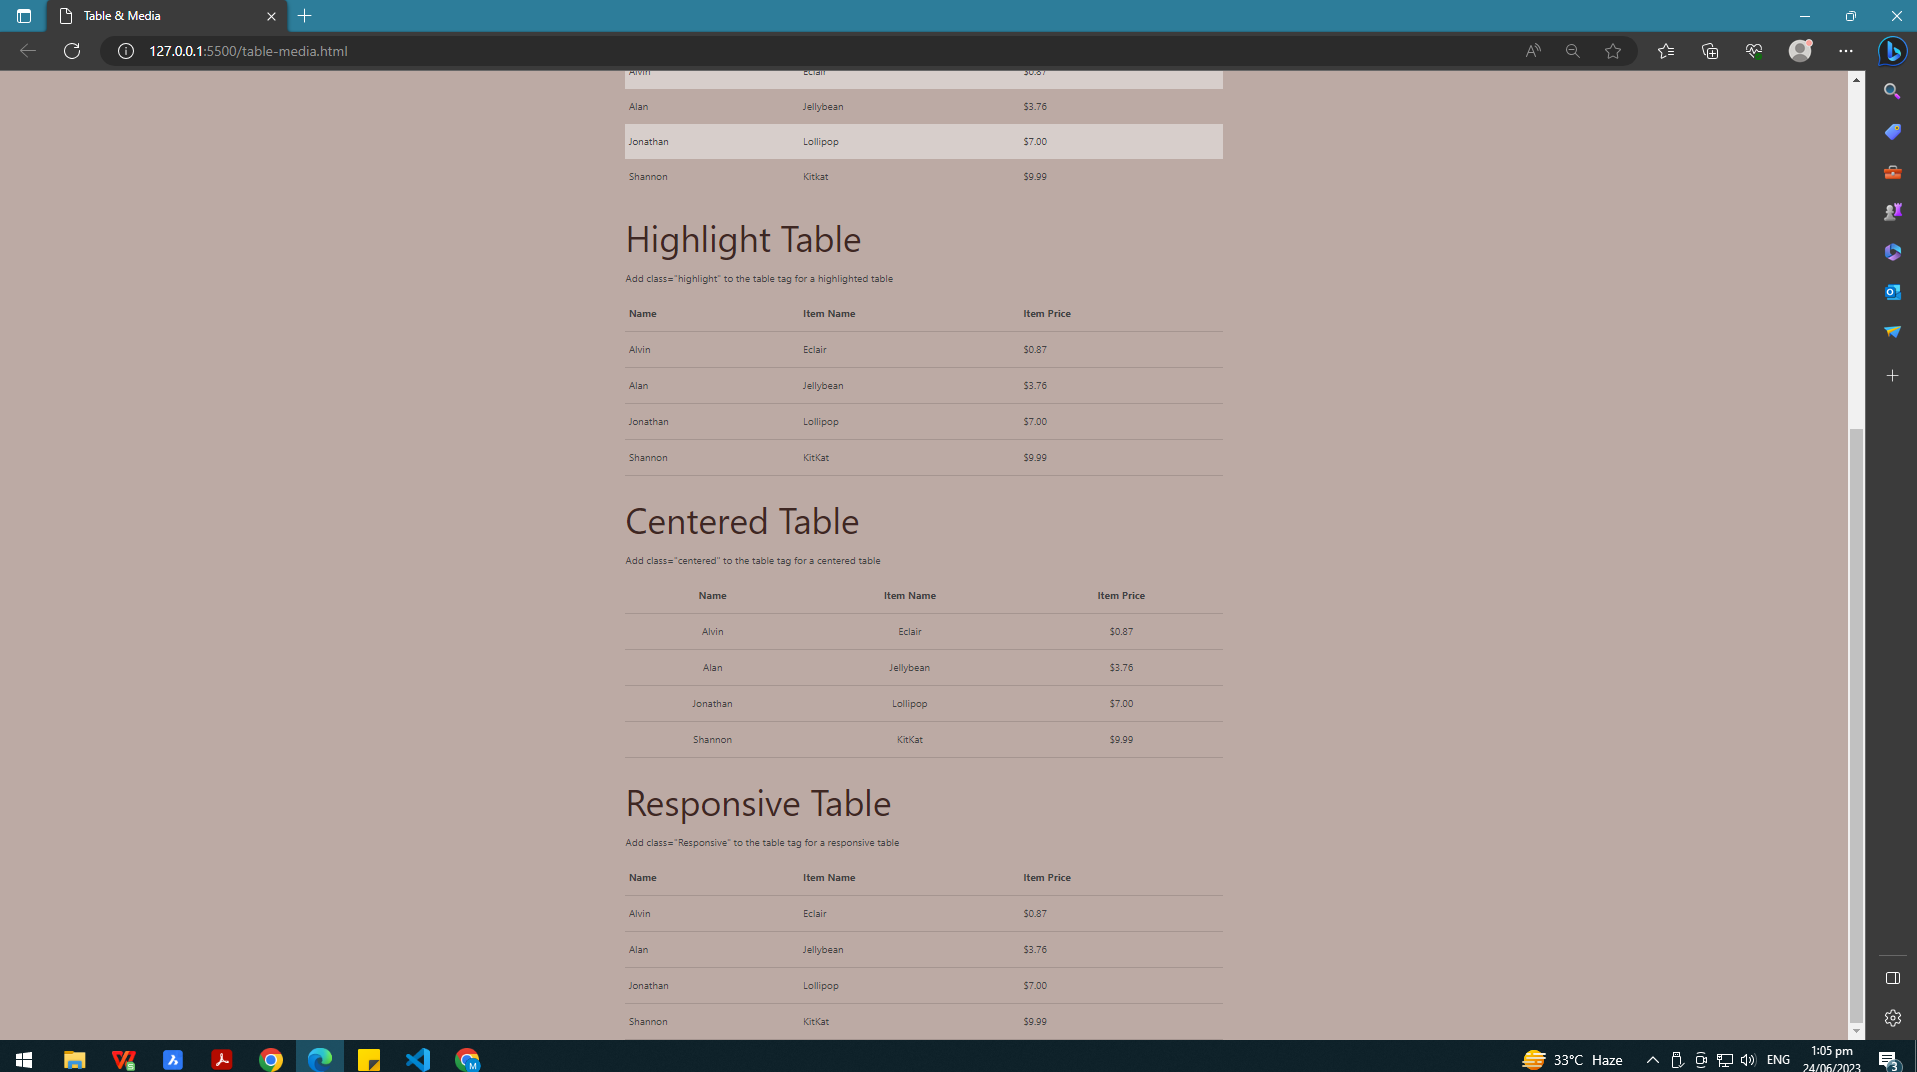 Table & Media
127.0.0.1:5500/table-media.html
Alvin Eclair $0.87
Alan Jellybean $3.76
Jonathan Lollipop $7.00
Shannon Kitkat $9.99
Highlight Table
Add class="highlight" to the table tag for a highlighted table
Name Item Name Item Price
Alvin Eclair $0.87
Alan Jellybean $3.76
Jonathan Lollipop $7.00
Shannon KitKat $9.99
Centered Table
Add class="centered" to the table tag for a centered table
Name Item Name Item Price
Alvin Eclair $0.87
Alan Jellybean $3.76
Jonathan Lollipop $7.00
Shannon KitKat $9.99
Responsive Table
Add class="Responsive" to the table tag for a responsive table
Name Item Name Item Price
Alvin Eclair $0.87
Alan Jellybean $3.76
Jonathan Lollipop $7.00
Shannon KitKat $9.99
33°C Haze ENG 1:05 pm
24/06/2023 3